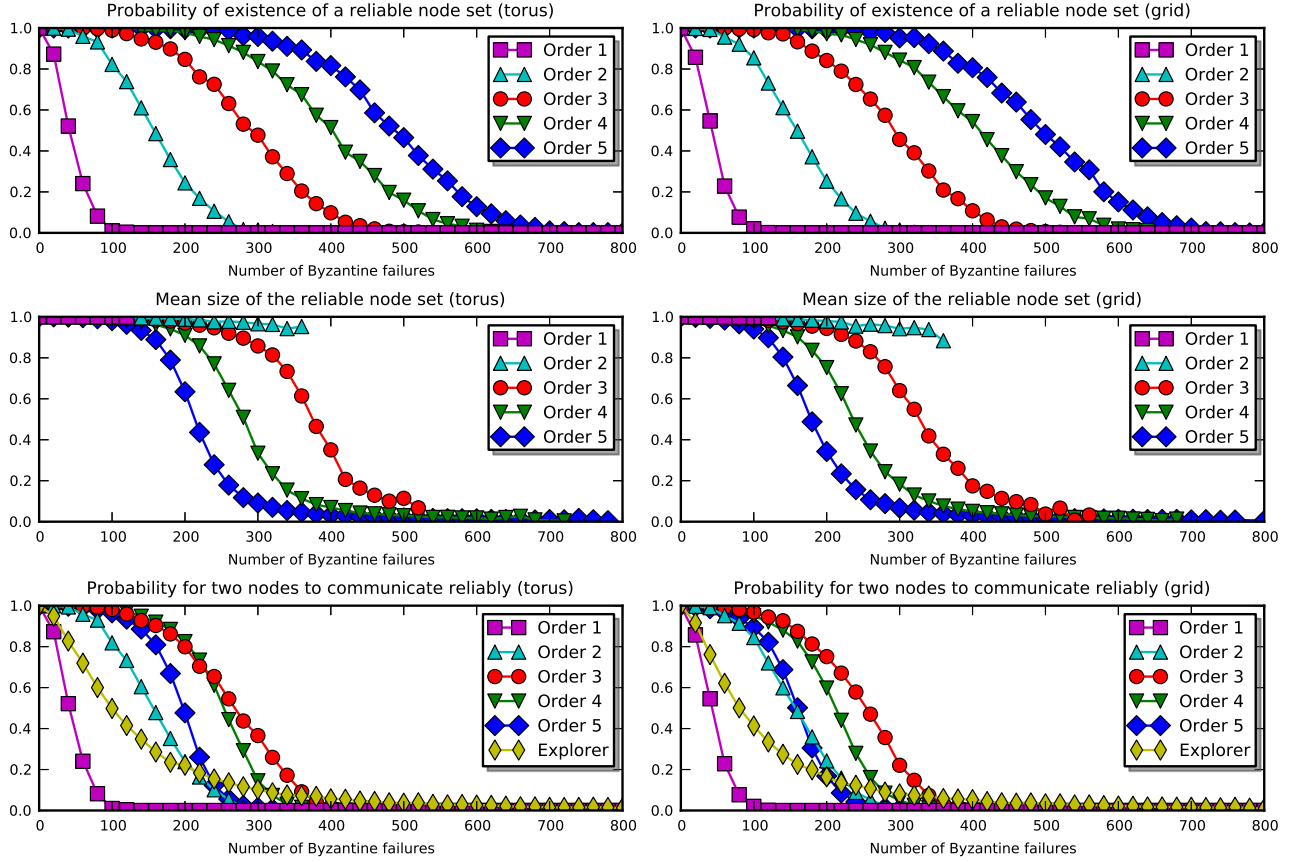 Probability of existence of a reliable node set (torus)
1.0
0.8
0.6
0.4
0.2
0.0
0 100 200 300 400 500 600 700 800
Number of Byzantine failures
Order 1
Order 2
Order 3
Order 4
Order 5
Probability of existence of a reliable node set (grid)
1.0
0.8
0.6
0.4
0.2
0.0
0 100 200 300 400 500 600 700 800
Number of Byzantine failures
Order 1
Order 2
Order 3
Order 4
Order 5
Mean size of the reliable node set (torus)
1.0
0.8
0.6
0.4
0.2
0.0
0 100 200 300 400 500 600 700 800
Number of Byzantine failures
Order 1
Order 2
Order 3
Order 4
Order 5
Mean size of the reliable node set (grid)
1.0
0.8
0.6
0.4
0.2
0.0
0 100 200 300 400 500 600 700 800
Number of Byzantine failures
Order 1
Order 2
Order 3
Order 4
Order 5
Probability for two nodes to communicate reliably (torus)
1.0
0.8
0.6
0.4
0.2
0.0
0 100 200 300 400 500 600 700 800
Number of Byzantine failures
Order 1
Order 2
Order 3
Order 4
Order 5
Explorer
Probability for two nodes to communicate reliably (grid)
1.0
0.8
0.6
0.4
0.2
0.0
0 100 200 300 400 500 600 700 800
Number of Byzantine failures
Order 1
Order 2
Order 3
Order 4
Order 5
Explorer